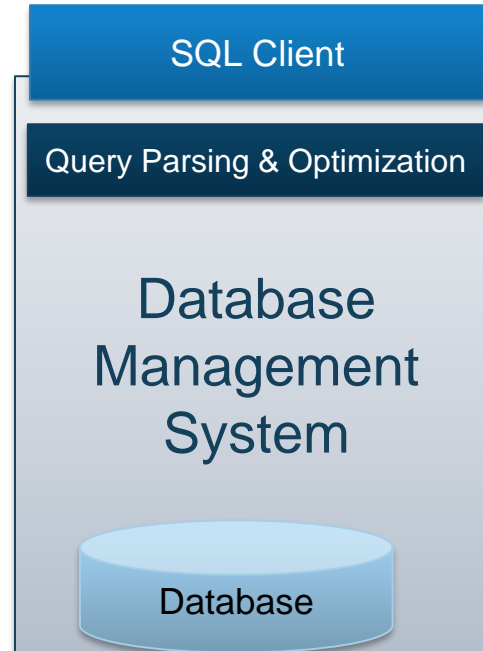 SQL Client
Query Parsing & Optimization
Database
Management
System
Database